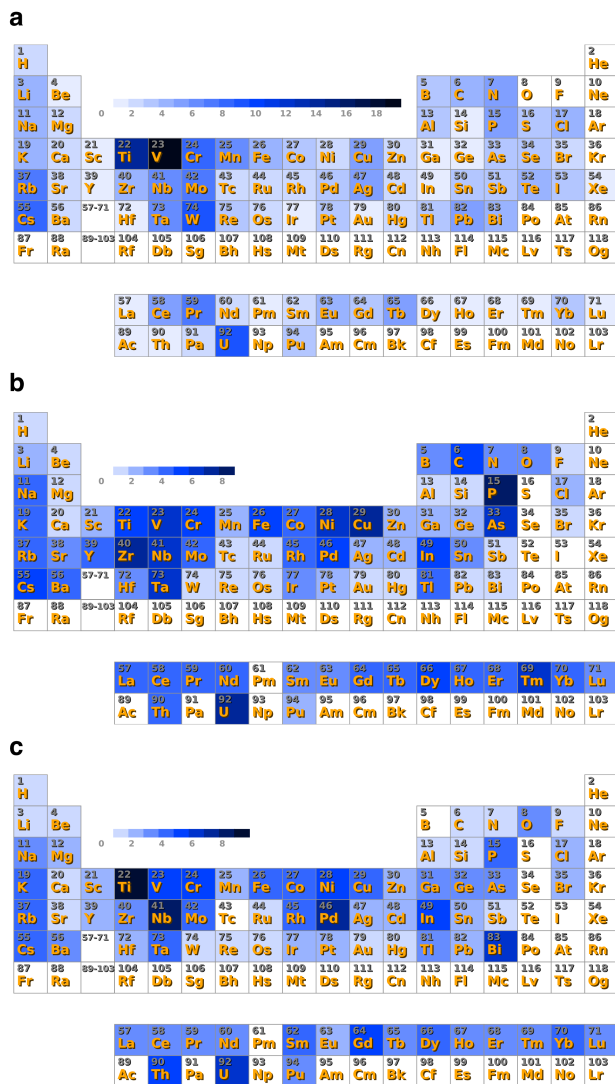 a
1 2
H He
3 4 5 6 7 8 9 10
Li Be B C N O F Ne
11 12 0 2 4 6 8 10 12 14 16 18 13 14 15 16 17 18
Na Mg Al Si P S Cl Ar
19 20 21 22 23 24 25 26 27 28 29 30 31 32 33 34 35 36
K Ca Sc Ti V Cr Mn Fe Co Ni Cu Zn Ga Ge As Se Br Kr
37 38 39 40 41 42 43 44 45 46 47 48 49 50 51 52 53 54
Rb Sr Y Zr Nb Mo Tc Ru Rh Pd Ag Cd In Sn Sb Te I Xe
55 56 57-71 72 73 74 75 76 77 78 79 80 81 82 83 84 85 86
Cs Ba Hf Ta W Re Os Ir Pt Au Hg Tl Pb Bi Po At Rn
87 88 89-103 104 105 106 107 108 109 110 111 112 113 114 115 116 117 118
Fr Ra Rf Db Sg Bh Hs Mt Ds Rg Cn Nh Fl Mc Lv Ts Og
57 58 59 60 61 62 63 64 65 66 67 68 69 70 71
La Ce Pr Nd Pm Sm Eu Gd Tb Dy Ho Er Tm Yb Lu
89 90 91 92 93 94 95 96 97 98 99 100 101 102 103
Ac Th Pa U Np Pu Am Cm Bk Cf Es Fm Md No Lr
b
1 2
H He
3 4 5 6 7 8 9 10
Li Be B C N O F Ne
11 12 0 2 4 6 8 13 14 15 16 17 18
Na Mg Al Si P S Cl Ar
19 20 21 22 23 24 25 26 27 28 29 30 31 32 33 34 35 36
K Ca Sc Ti V Cr Mn Fe Co Ni Cu Zn Ga Ge As Se Br Kr
37 38 39 40 41 42 43 44 45 46 47 48 49 50 51 52 53 54
Rb Sr Y Zr Nb Mo Tc Ru Rh Pd Ag Cd In Sn Sb Te I Xe
55 56 57-71 72 73 74 75 76 77 78 79 80 81 82 83 84 85 86
Cs Ba Hf Ta W Re Os Ir Pt Au Hg Tl Pb Bi Po At Rn
87 88 89-103 104 105 106 107 108 109 110 111 112 113 114 115 116 117 118
Fr Ra Rf Db Sg Bh Hs Mt Ds Rg Cn Nh Fl Mc Lv Ts Og
57 58 59 60 61 62 63 64 65 66 67 68 69 70 71
La Ce Pr Nd Pm Sm Eu Gd Tb Dy Ho Er Tm Yb Lu
89 90 91 92 93 94 95 96 97 98 99 100 101 102 103
Ac Th Pa U Np Pu Am Cm Bk Cf Es Fm Md No Lr
c
1 2
H He
3 4 5 6 7 8 9 10
Li Be B C N O F Ne
11 12 0 2 4 6 8 13 14 15 16 17 18
Na Mg Al Si P S Cl Ar
19 20 21 22 23 24 25 26 27 28 29 30 31 32 33 34 35 36
K Ca Sc Ti V Cr Mn Fe Co Ni Cu Zn Ga Ge As Se Br Kr
37 38 39 40 41 42 43 44 45 46 47 48 49 50 51 52 53 54
Rb Sr Y Zr Nb Mo Tc Ru Rh Pd Ag Cd In Sn Sb Te I Xe
55 56 57-71 72 73 74 75 76 77 78 79 80 81 82 83 84 85 86
Cs Ba Hf Ta W Re Os Ir Pt Au Hg Tl Pb Bi Po At Rn
87 88 89-103 104 105 106 107 108 109 110 111 112 113 114 115 116 117 118
Fr Ra Rf Db Sg Bh Hs Mt Ds Rg Cn Nh Fl Mc Lv Ts Og
57 58 59 60 61 62 63 64 65 66 67 68 69 70 71
La Ce Pr Nd Pm Sm Eu Gd Tb Dy Ho Er Tm Yb Lu
89 90 91 92 93 94 95 96 97 98 99 100 101 102 103
Ac Th Pa U Np Pu Am Cm Bk Cf Es Fm Md No Lr